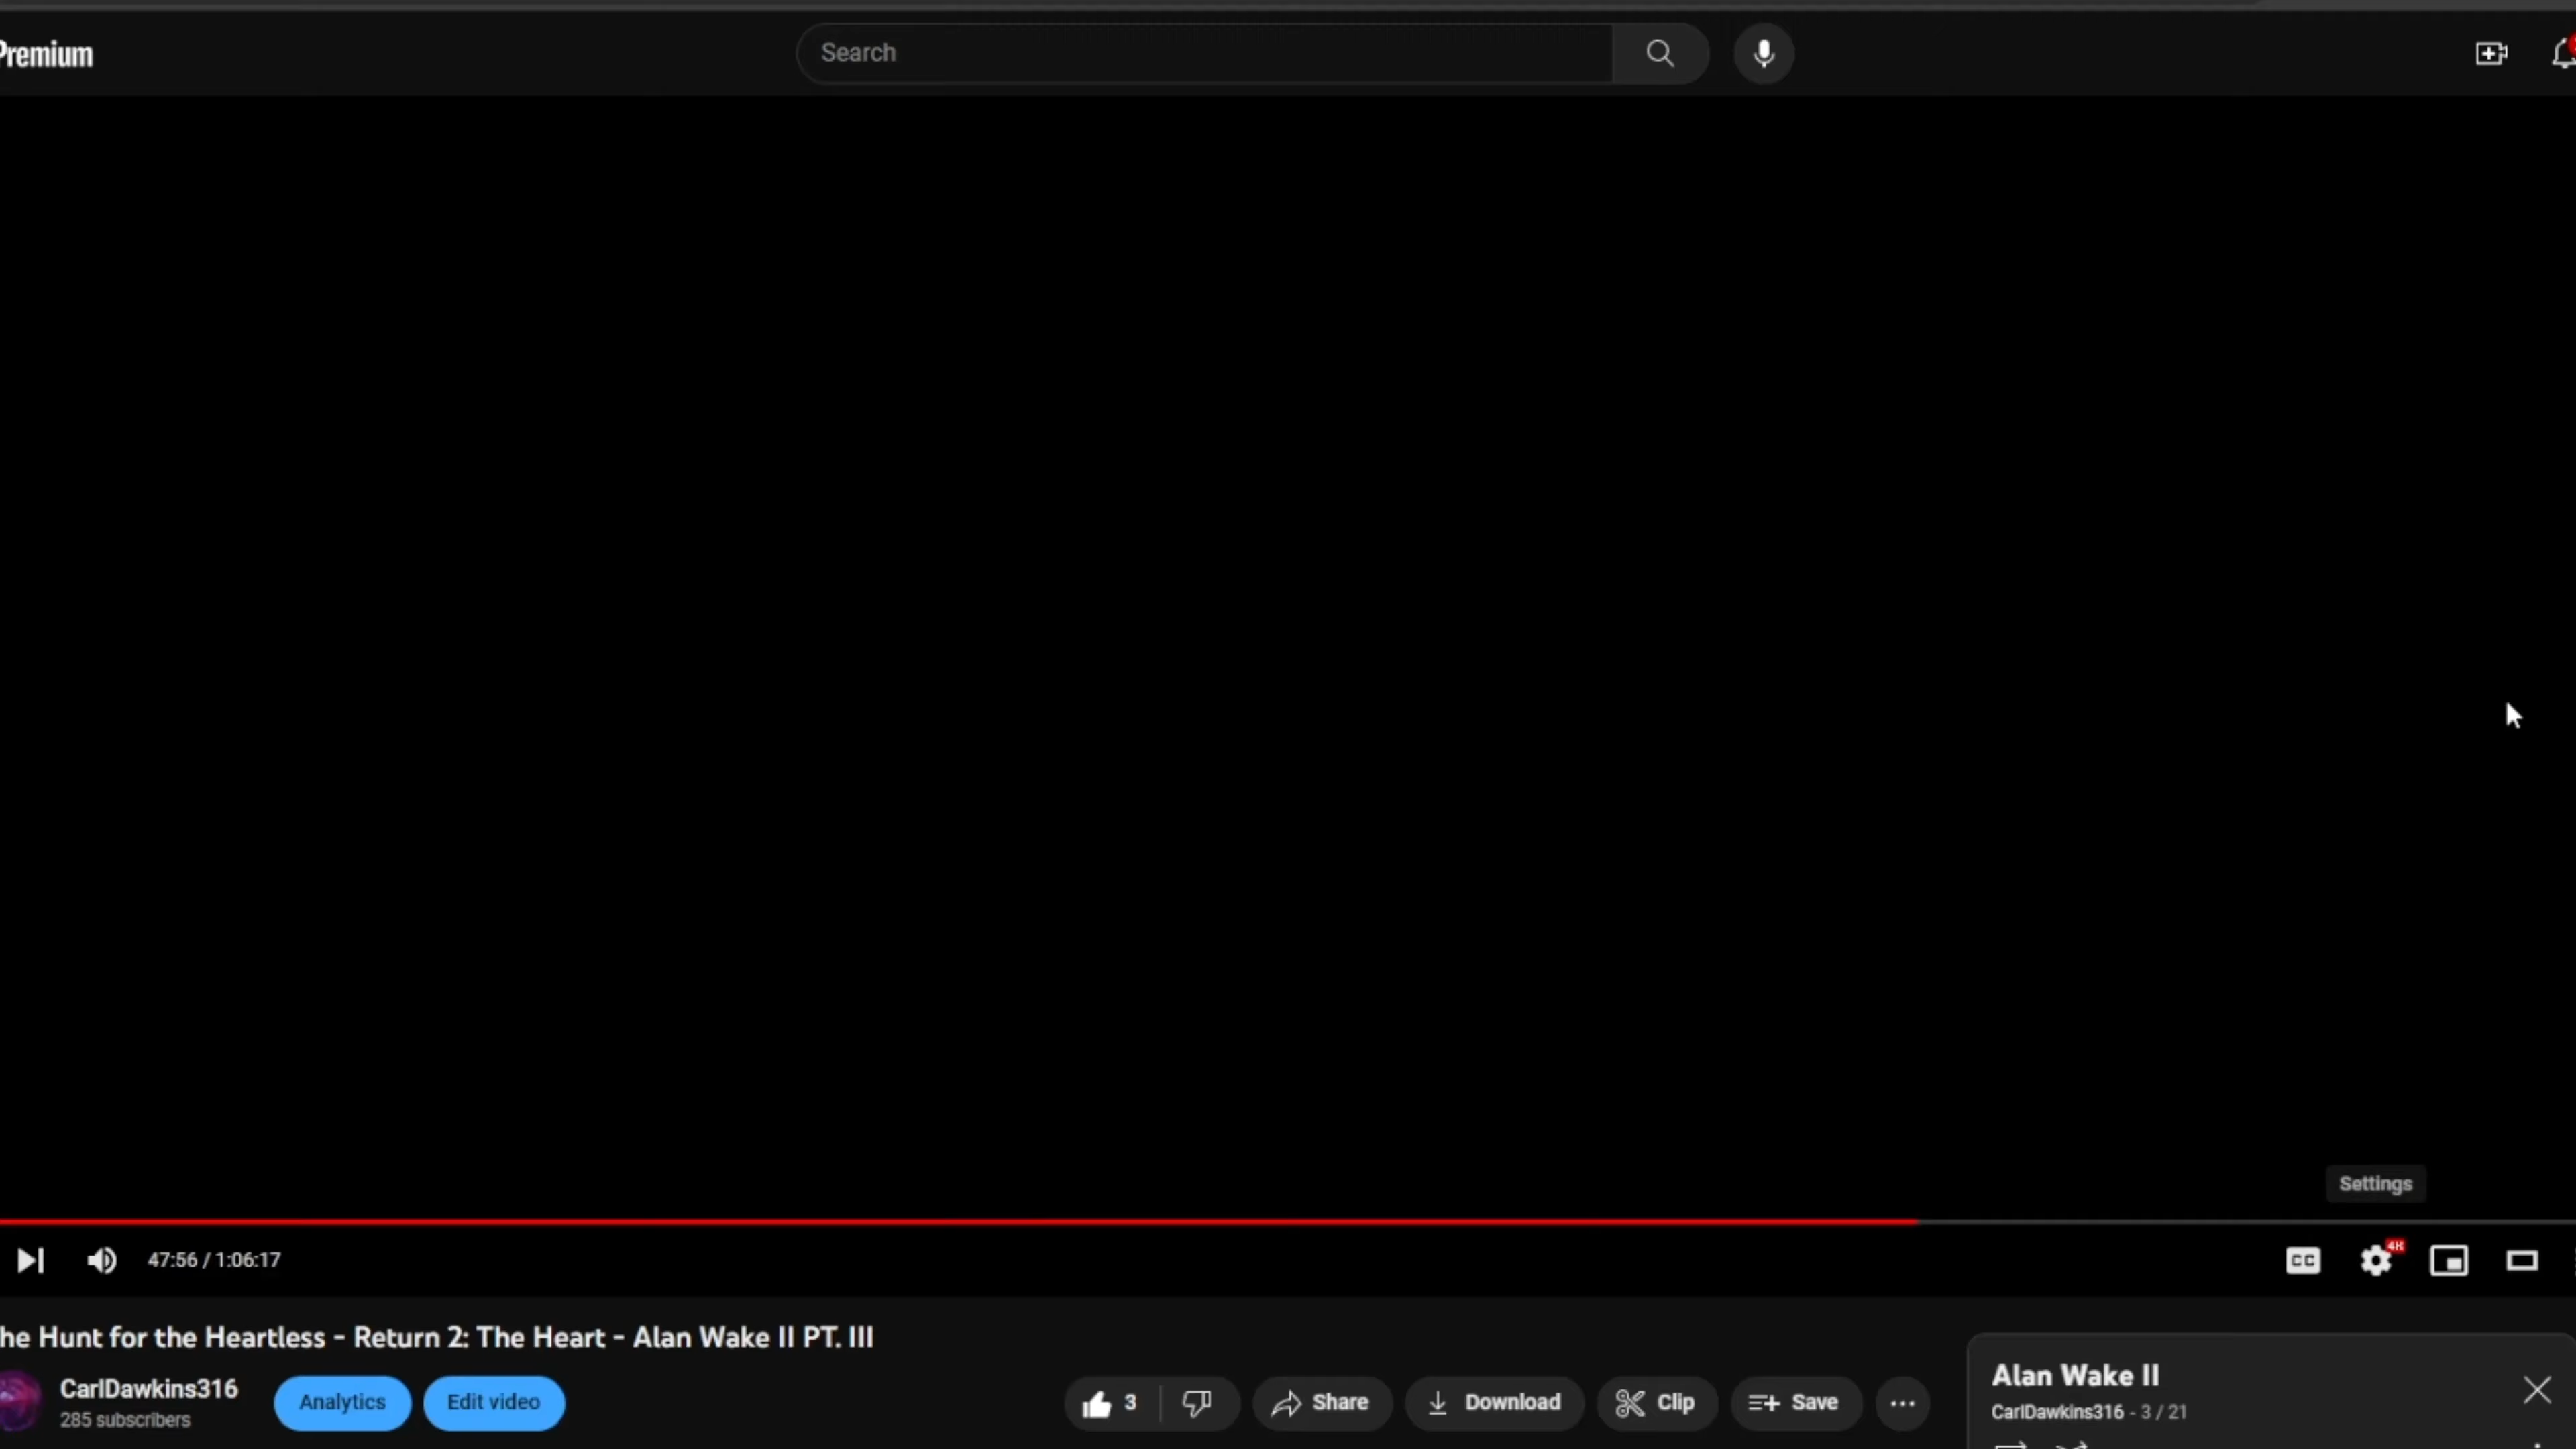 Premium
Search
Settings
47:56 / 1:06:17
CC
4K
he Hunt for the Heartless - Return 2: The Heart - Alan Wake II PT. III
CarlDawkins316
285 subscribers
Analytics
Edit video
3
Share
Download
Clip
Save
Alan Wake II
CarlDawkins316 - 3 / 21